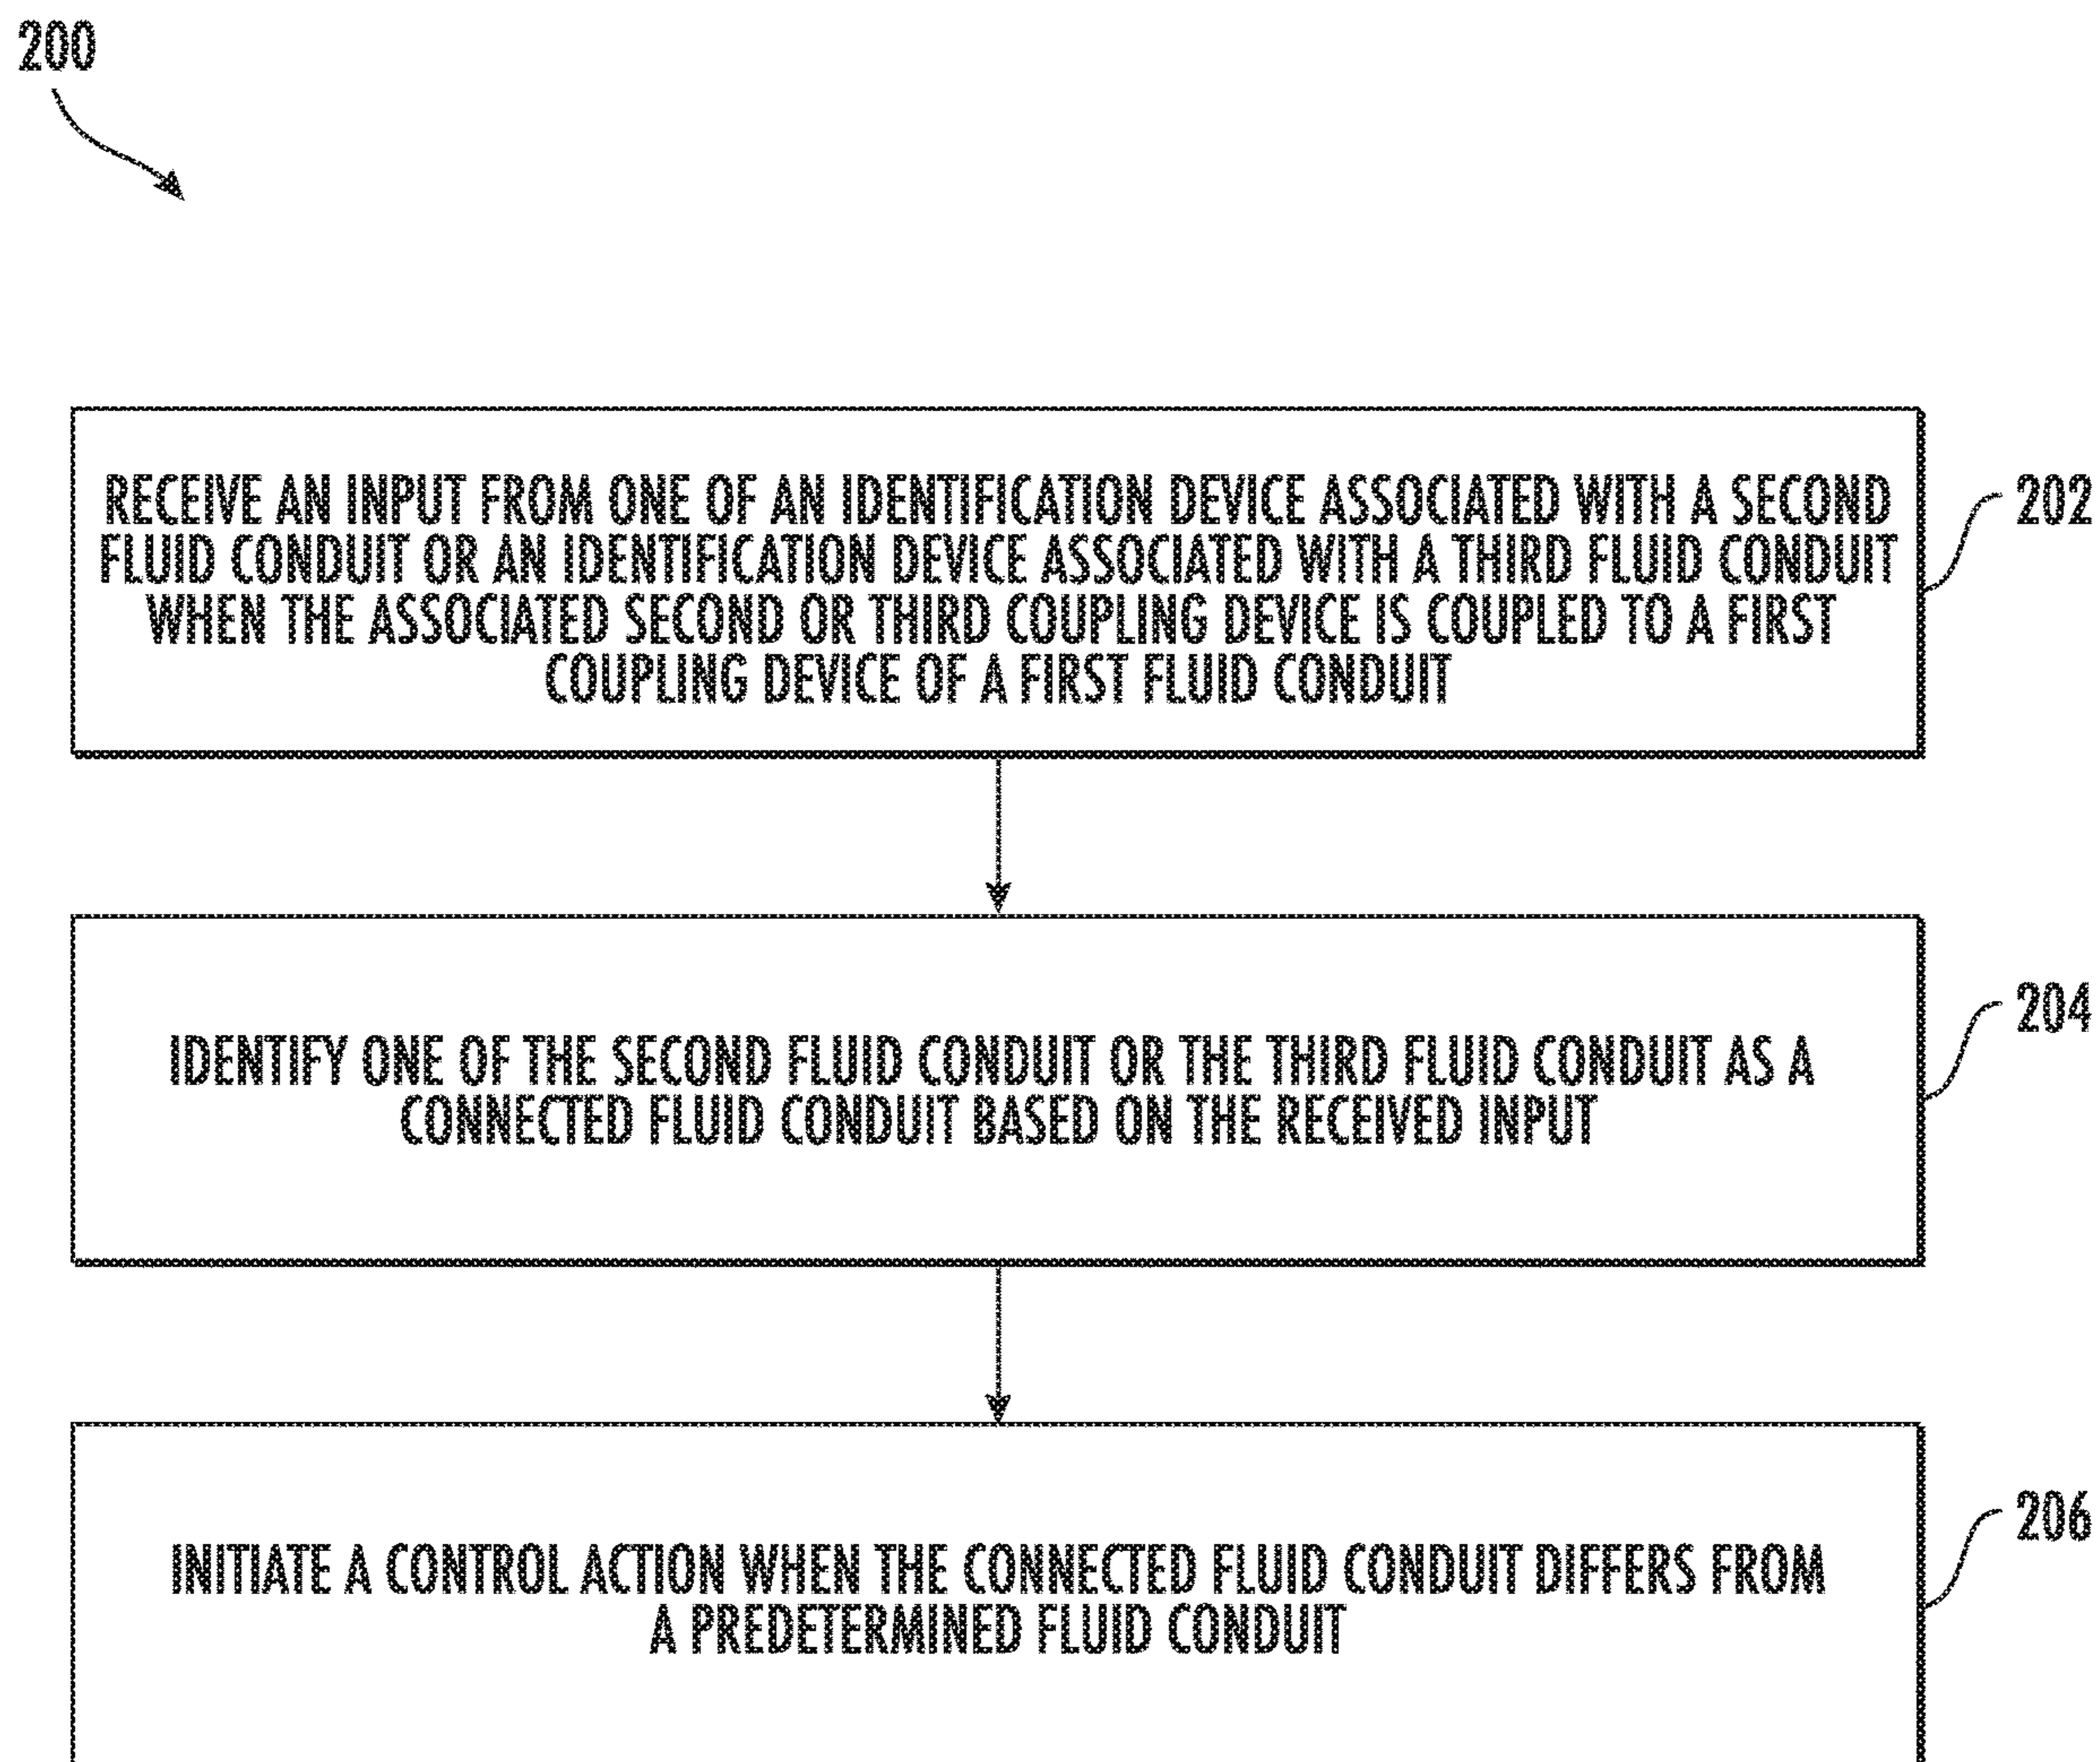 200
RECEIVE AN INPUT FROM ONE OF AN IDENTIFICATION DEVICE ASSOCIATED WITH A SECOND
FLUID CONDUIT OR AN IDENTIFICATION DEVICE ASSOCIATED WITH A THIRD FLUID CONDUIT
WHEN THE ASSOCIATED SECOND OR THIRD COUPLING DEVICE IS COUPLED TO A FIRST
COUPLING DEVICE OF A FIRST FLUID CONDUIT
202
IDENTIFY ONE OF THE SECOND FLUID CONDUIT OR THE THIRD FLUID CONDUIT AS A
CONNECTED FLUID CONDUIT BASED ON THE RECEIVED INPUT
204
INITIATE A CONTROL ACTION WHEN THE CONNECTED FLUID CONDUIT DIFFERS FROM
A PREDETERMINED FLUID CONDUIT
206